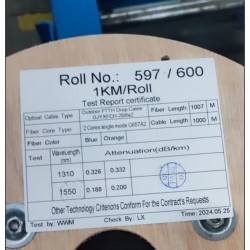 Roll No.: 597 / 600
1KM/Roll
Test Report certificate
Optical Cable Type Outdoor FTTH Drop Cable Fiber Length 1007 M
Fiber Core Type 2 Cores single mode G657A2 Cable length 1000 M
Fiber Color Blue Orange
Test WaveLength (nm) Attenuation(dB/km)
1310 0.326 0.332
1550 0.188 0.200
Other Technology Criterions Conform For the Contract's Requests
Test by: WWM Check By LX Time : 2024.05.25